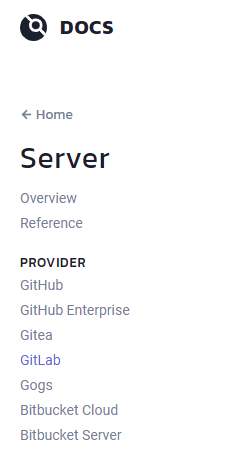 DOCS
← Home
Server
Overview
Reference
PROVIDER
GitHub
GitHub Enterprise
Gitea
GitLab
Gogs
Bitbucket Cloud
Bitbucket Server